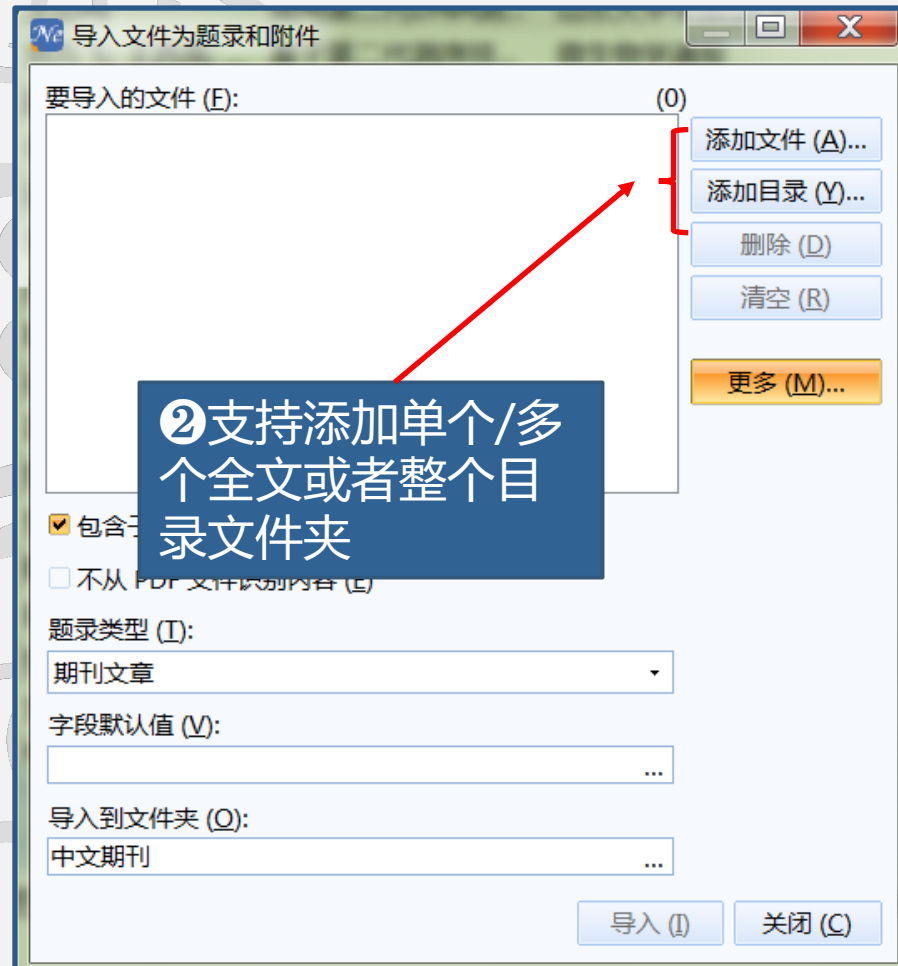 Ne 导入文件为题录和附件
要导入的文件 (F): (0)
添加文件 (A)...
添加目录 (Y)...
删除 (D)
清空 (R)
更多 (M)...
❷支持添加单个/多
个全文或者整个目
录文件夹
包含
不从 PDF 文件识别内容 (E)
题录类型 (T):
期刊文章
字段默认值 (V):
...
导入到文件夹 (O):
中文期刊 ...
导入 (I) 关闭 (C)